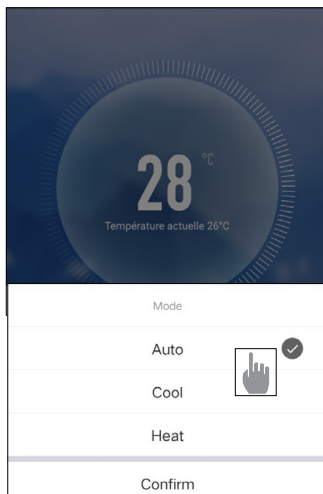 28 °C
Température actuelle 26°C
Mode
Auto
Cool
Heat
Confirm